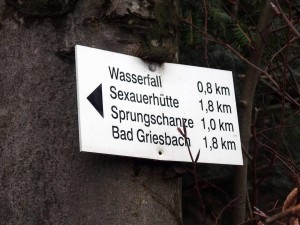 Wasserfall 0,8 km
Sexauerhütte 1,8 km
Sprungschanze 1,0 km
Bad Griesbach 1,8 km